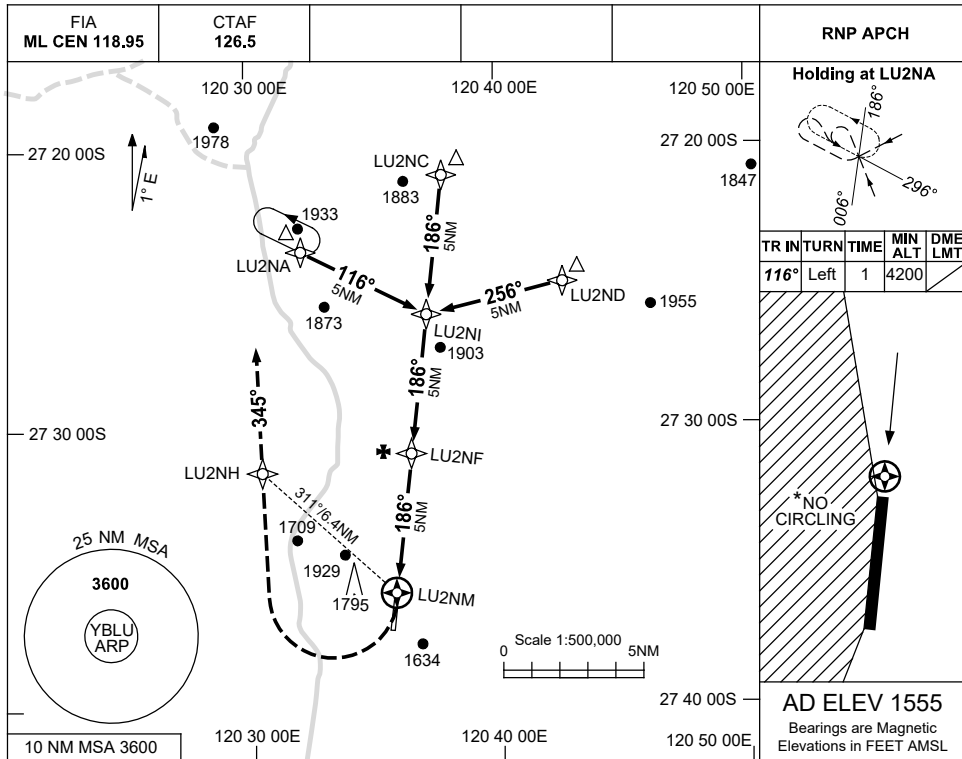 FIA
ML CEN 118.95
CTAF
126.5
RNP APCH
120 30 00E
120 40 00E
120 50 00E
Holding at LU2NA
186°
296°
006°
TR IN TURN TIME MIN ALT DME LMT
116° Left 1 4200
27 20 00S
1° E
1978
LU2NC
1883
1847
186°
5NM
1933
LU2NA
116°
5NM
256°
5NM
LU2ND
1873
1955
LU2NI
1903
186°
5NM
345°
27 30 00S
27 30 00S
LU2NF
LU2NH
311°/6.4NM
186°
5NM
*NO
CIRCLING
1709
1929
1795
LU2NM
25 NM MSA
3600
YBLU
ARP
1634
Scale 1:500,000
0
5NM
27 20 00S
27 40 00S
AD ELEV 1555
Bearings are Magnetic
Elevations in FEET AMSL
10 NM MSA 3600
120 30 00E
120 40 00E
120 50 00E